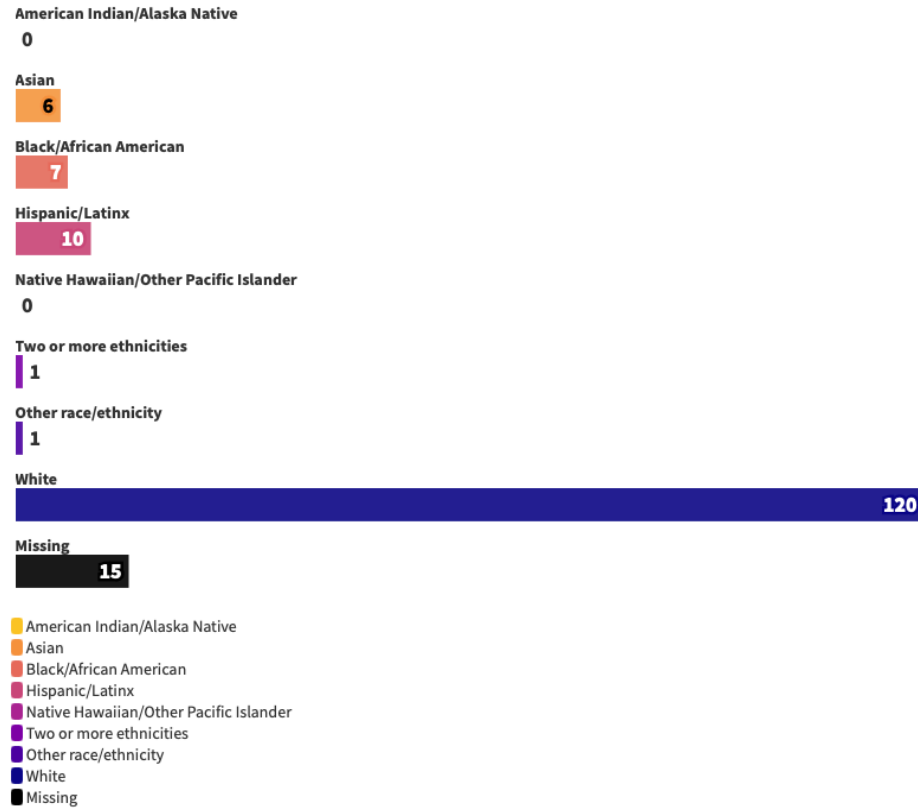 American Indian/Alaska Native
0
Asian
6
Black/African American
7
Hispanic/Latinx
10
Native Hawaiian/Other Pacific Islander
0
Two or more ethnicities
1
Other race/ethnicity
1
White
120
Missing
15
American Indian/Alaska Native
Asian
Black/African American
Hispanic/Latinx
Native Hawaiian/Other Pacific Islander
Two or more ethnicities
Other race/ethnicity
White
Missing